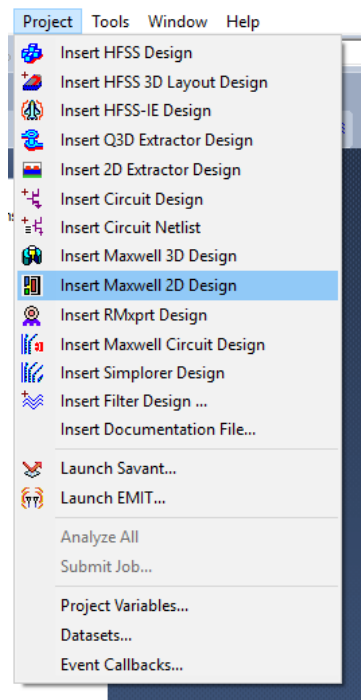 Project Tools Window Help
Insert HFSS Design
Insert HFSS 3D Layout Design
Insert HFSS-IE Design
Insert Q3D Extractor Design
Insert 2D Extractor Design
Insert Circuit Design
Insert Circuit Netlist
Insert Maxwell 3D Design
Insert Maxwell 2D Design
Insert RMxprt Design
Insert Maxwell Circuit Design
Insert Simplorer Design
Insert Filter Design ...
Insert Documentation File...
Launch Savant...
Launch EMIT...
Analyze All
Submit Job...
Project Variables...
Datasets...
Event Callbacks...